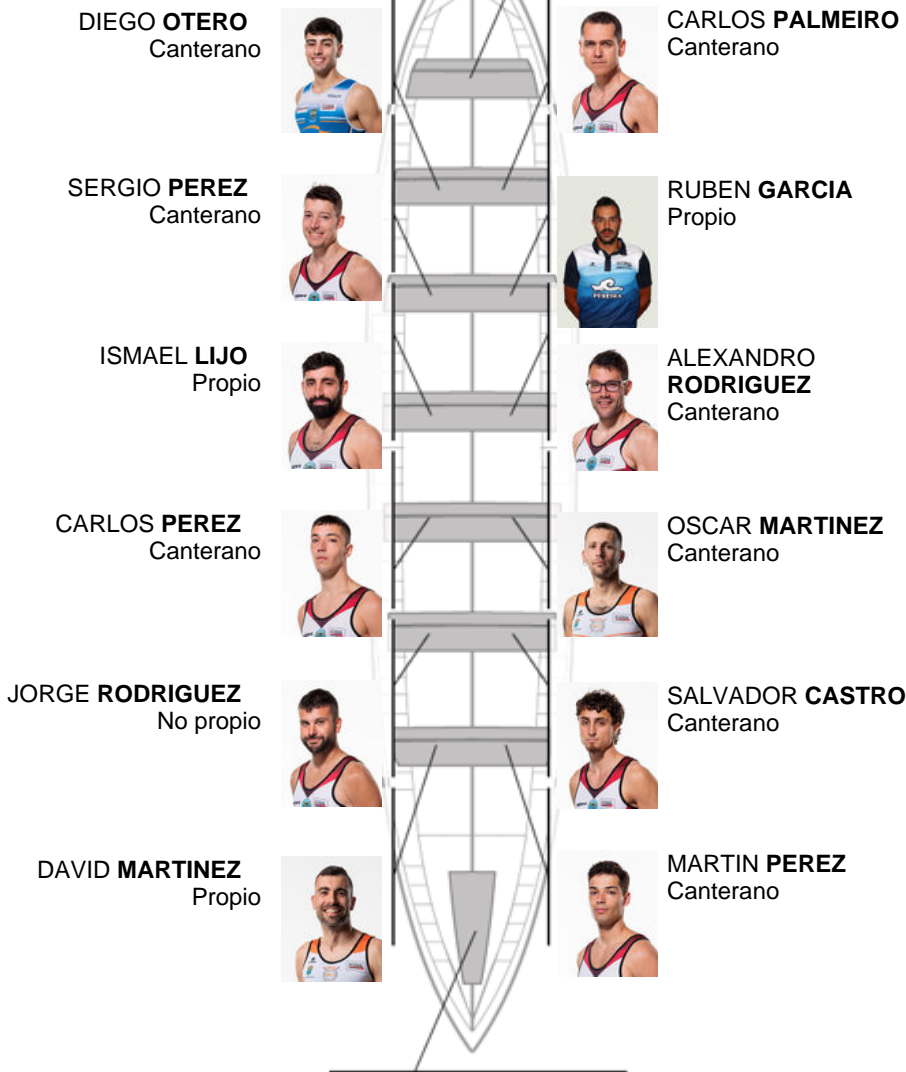 DIEGO OTERO
Canterano
CARLOS PALMEIRO
Canterano
SERGIO PEREZ
Canterano
RUBEN GARCIA
Propio
PEREIRA
ISMAEL LIJO
Propio
ALEXANDRO
RODRIGUEZ
Canterano
CARLOS PEREZ
Canterano
OSCAR MARTINEZ
Canterano
JORGE RODRIGUEZ
No propio
SALVADOR CASTRO
Canterano
DAVID MARTINEZ
Propio
MARTIN PEREZ
Canterano